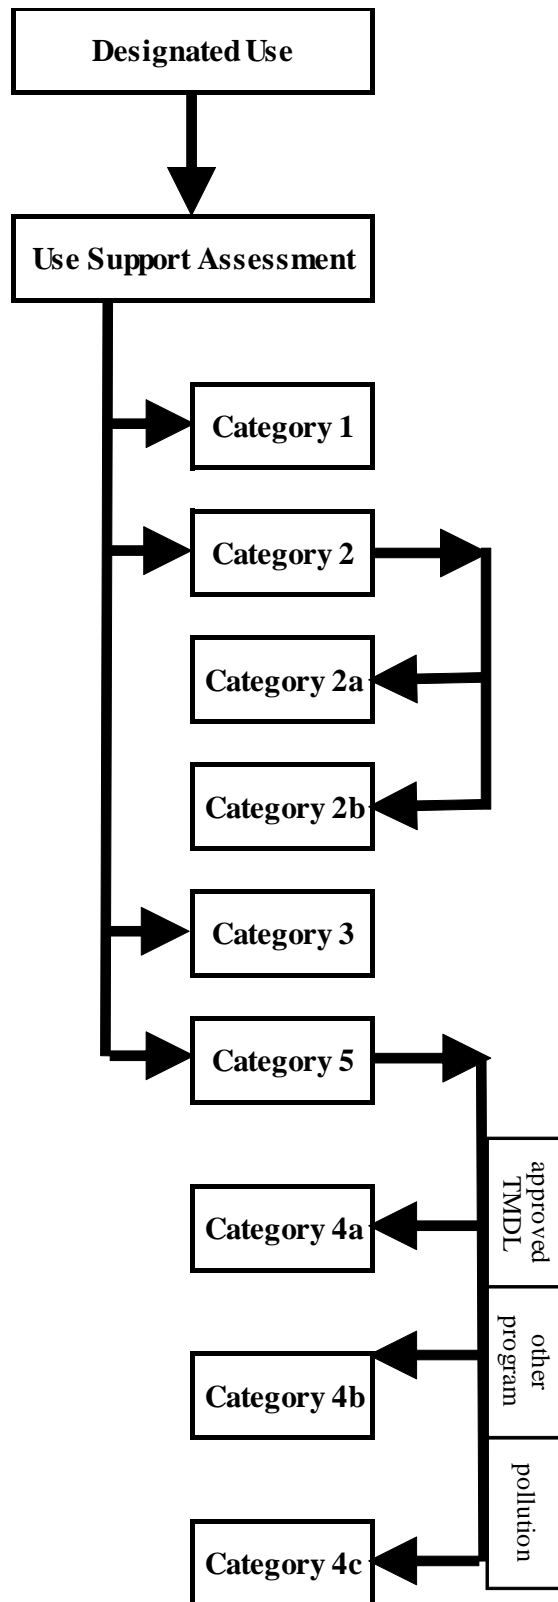 Designated Use
Use Support Assessment
Category 1
Category 2
Category 2a
Category 2b
Category 3
Category 5
approved
TMDL
Category 4a
other
program
Category 4b
pollution
Category 4c